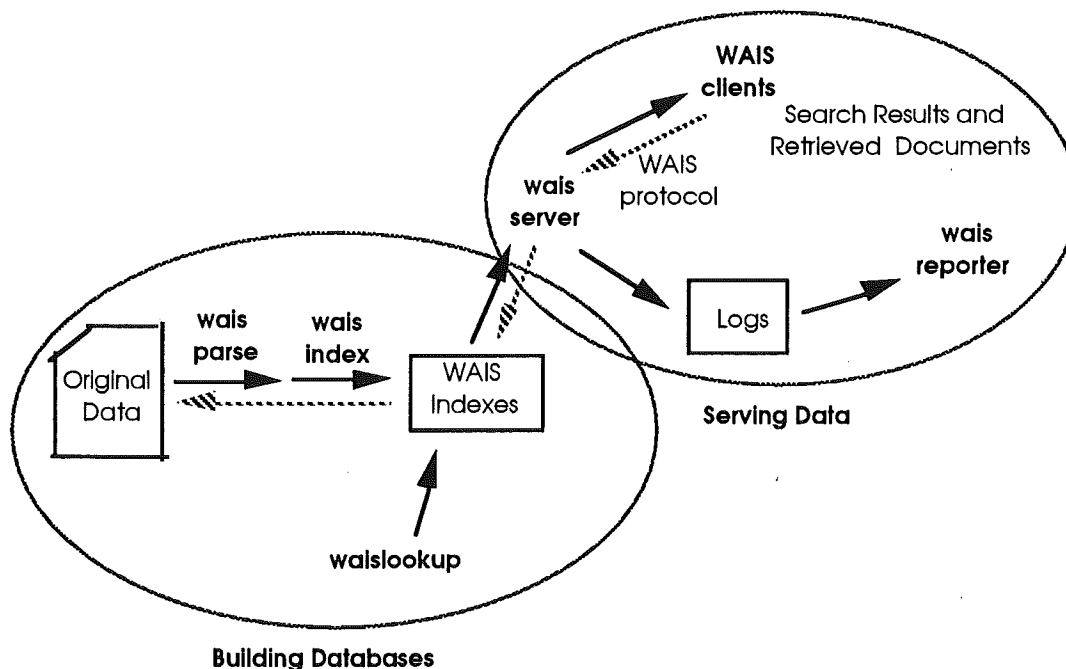 WAIS
clients
Search Results and
Retrieved Documents
WAIS
protocol
wais
server
wais
reporter
Logs
Serving Data
wais
parse
wais
index
Original
Data
WAIS
Indexes
waislookup
Building Databases